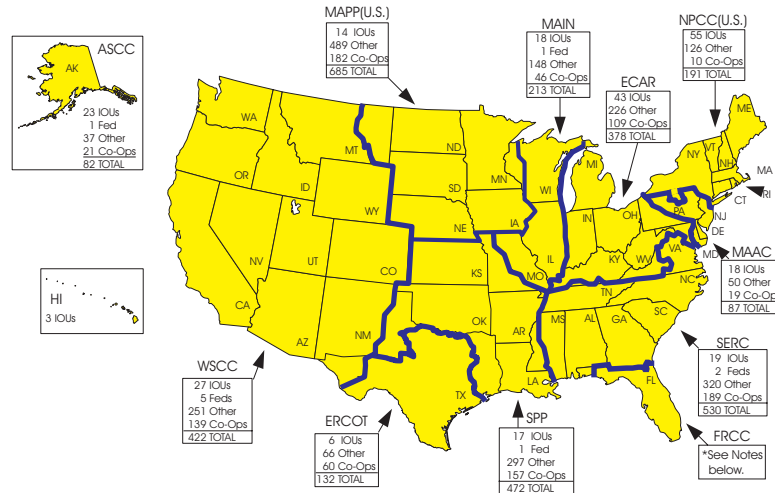 MAPP(U.S.)
14 IOUs
489 Other
182 Co-Ops
685 TOTAL
MAIN
18 IOUs
1 Fed
148 Other
46 Co-Ops
213 TOTAL
NPCC(U.S.)
55 IOUs
126 Other
10 Co-Ops
191 TOTAL
ASCC
AK
23 IOUs
1 Fed
37 Other
21 Co-Ops
82 TOTAL
ECAR
43 IOUs
226 Other
109 Co-Ops
378 TOTAL
WA
MT
ND
MN
WI
MI
NY
VT
NH
ME
MA
RI
CT
OR
ID
WY
SD
NE
IA
IL
IN
OH
PA
NJ
DE
MD
NV
UT
CO
KS
MO
KY
WV
VA
NC
TN
CA
AZ
NM
OK
AR
MS
AL
GA
SC
TX
LA
FL
HI
3 IOUs
MAAC
18 IOUs
50 Other
19 Co-Op
87 TOTAL
SERC
19 IOUs
2 Feds
320 Other
189 Co-Ops
530 TOTAL
WSCC
27 IOUs
5 Feds
251 Other
139 Co-Ops
422 TOTAL
ERCOT
6 IOUs
66 Other
60 Co-Ops
132 TOTAL
SPP
17 IOUs
1 Fed
297 Other
157 Co-Ops
472 TOTAL
FRCC
*See Notes
below.